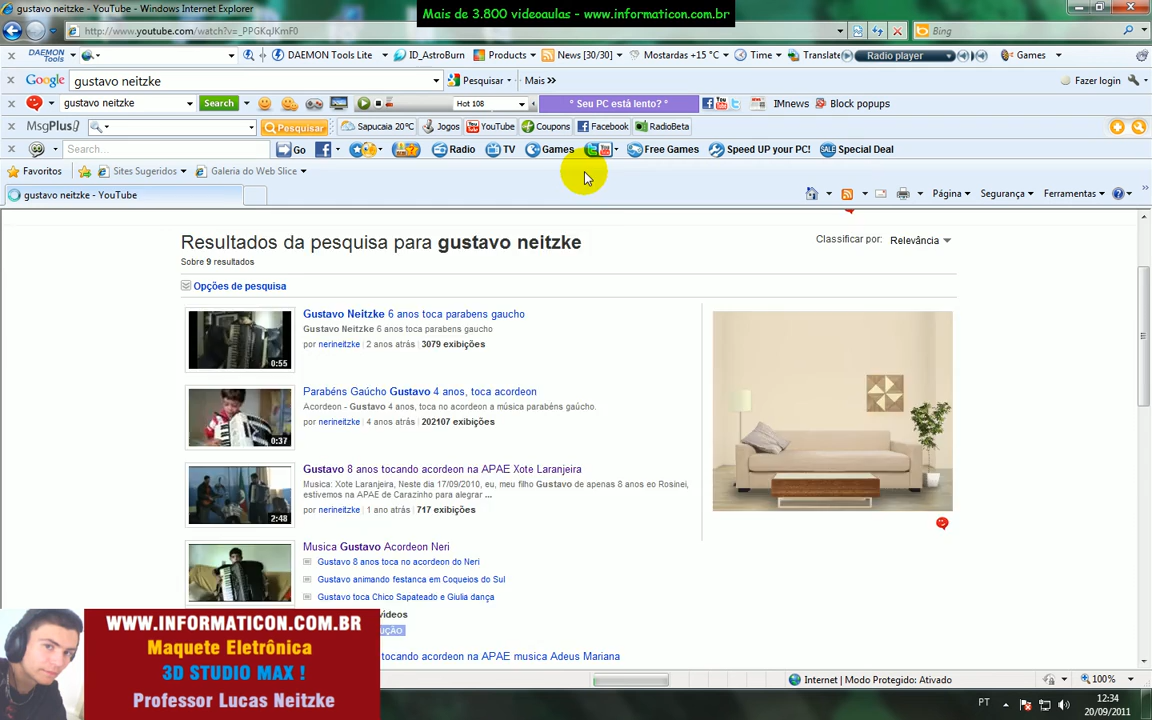 gustavo neitzke - YouTube - Windows Internet Explorer
Mais de 3.800 videoaulas - www.informaticon.com.br
http://www.youtube.com/watch?v=_PPGKqJKmF0
Bing
DAEMON Tools
DAEMON Tools Lite
ID_AstroBurn
Products
News [30/30]
Mostardas +15 °C
Time
Translate
Radio player
Games
Google
gustavo neitzke
Pesquisar
Mais »
Fazer login
gustavo neitzke
Search
Hot 108
° Seu PC está lento? °
IMnews
Block popups
MsgPlus!
Pesquisar
Sapucaia 20°C
Jogos
YouTube
Coupons
Facebook
RadioBeta
Search...
Go
Radio
TV
Games
Free Games
Speed UP your PC!
Special Deal
Favoritos
Sites Sugeridos
Galeria do Web Slice
gustavo neitzke - YouTube
Página
Segurança
Ferramentas
Resultados da pesquisa para gustavo neitzke
Classificar por: Relevância
Sobre 9 resultados
Opções de pesquisa
0:55
Gustavo Neitzke 6 anos toca parabens gaucho
Gustavo Neitzke 6 anos toca parabens gaucho
por nerineitzke | 2 anos atrás | 3079 exibições
0:37
Parabéns Gaúcho Gustavo 4 anos, toca acordeon
Acordeon - Gustavo 4 anos, toca no acordeon a música parabéns gaúcho.
por nerineitzke | 4 anos atrás | 202107 exibições
2:48
Gustavo 8 anos tocando acordeon na APAE Xote Laranjeira
Musica: Xote Laranjeira, Neste dia 17/09/2010, eu, meu filho Gustavo de apenas 8 anos eo Rosinei,
estivemos na APAE de Carazinho para alegrar ...
por nerineitzke | 1 ano atrás | 717 exibições
Musica Gustavo Acordeon Neri
Gustavo 8 anos toca no acordeon do Neri
Gustavo animando festanca em Coqueios do Sul
Gustavo toca Chico Sapateado e Giulia dança
videos
UÇÃO
tocando acordeon na APAE musica Adeus Mariana
WWW.INFORMATICON.COM.BR
Maquete Eletrônica
3D STUDIO MAX !
Professor Lucas Neitzke
Internet | Modo Protegido: Ativado
100%
PT
12:34
20/09/2011